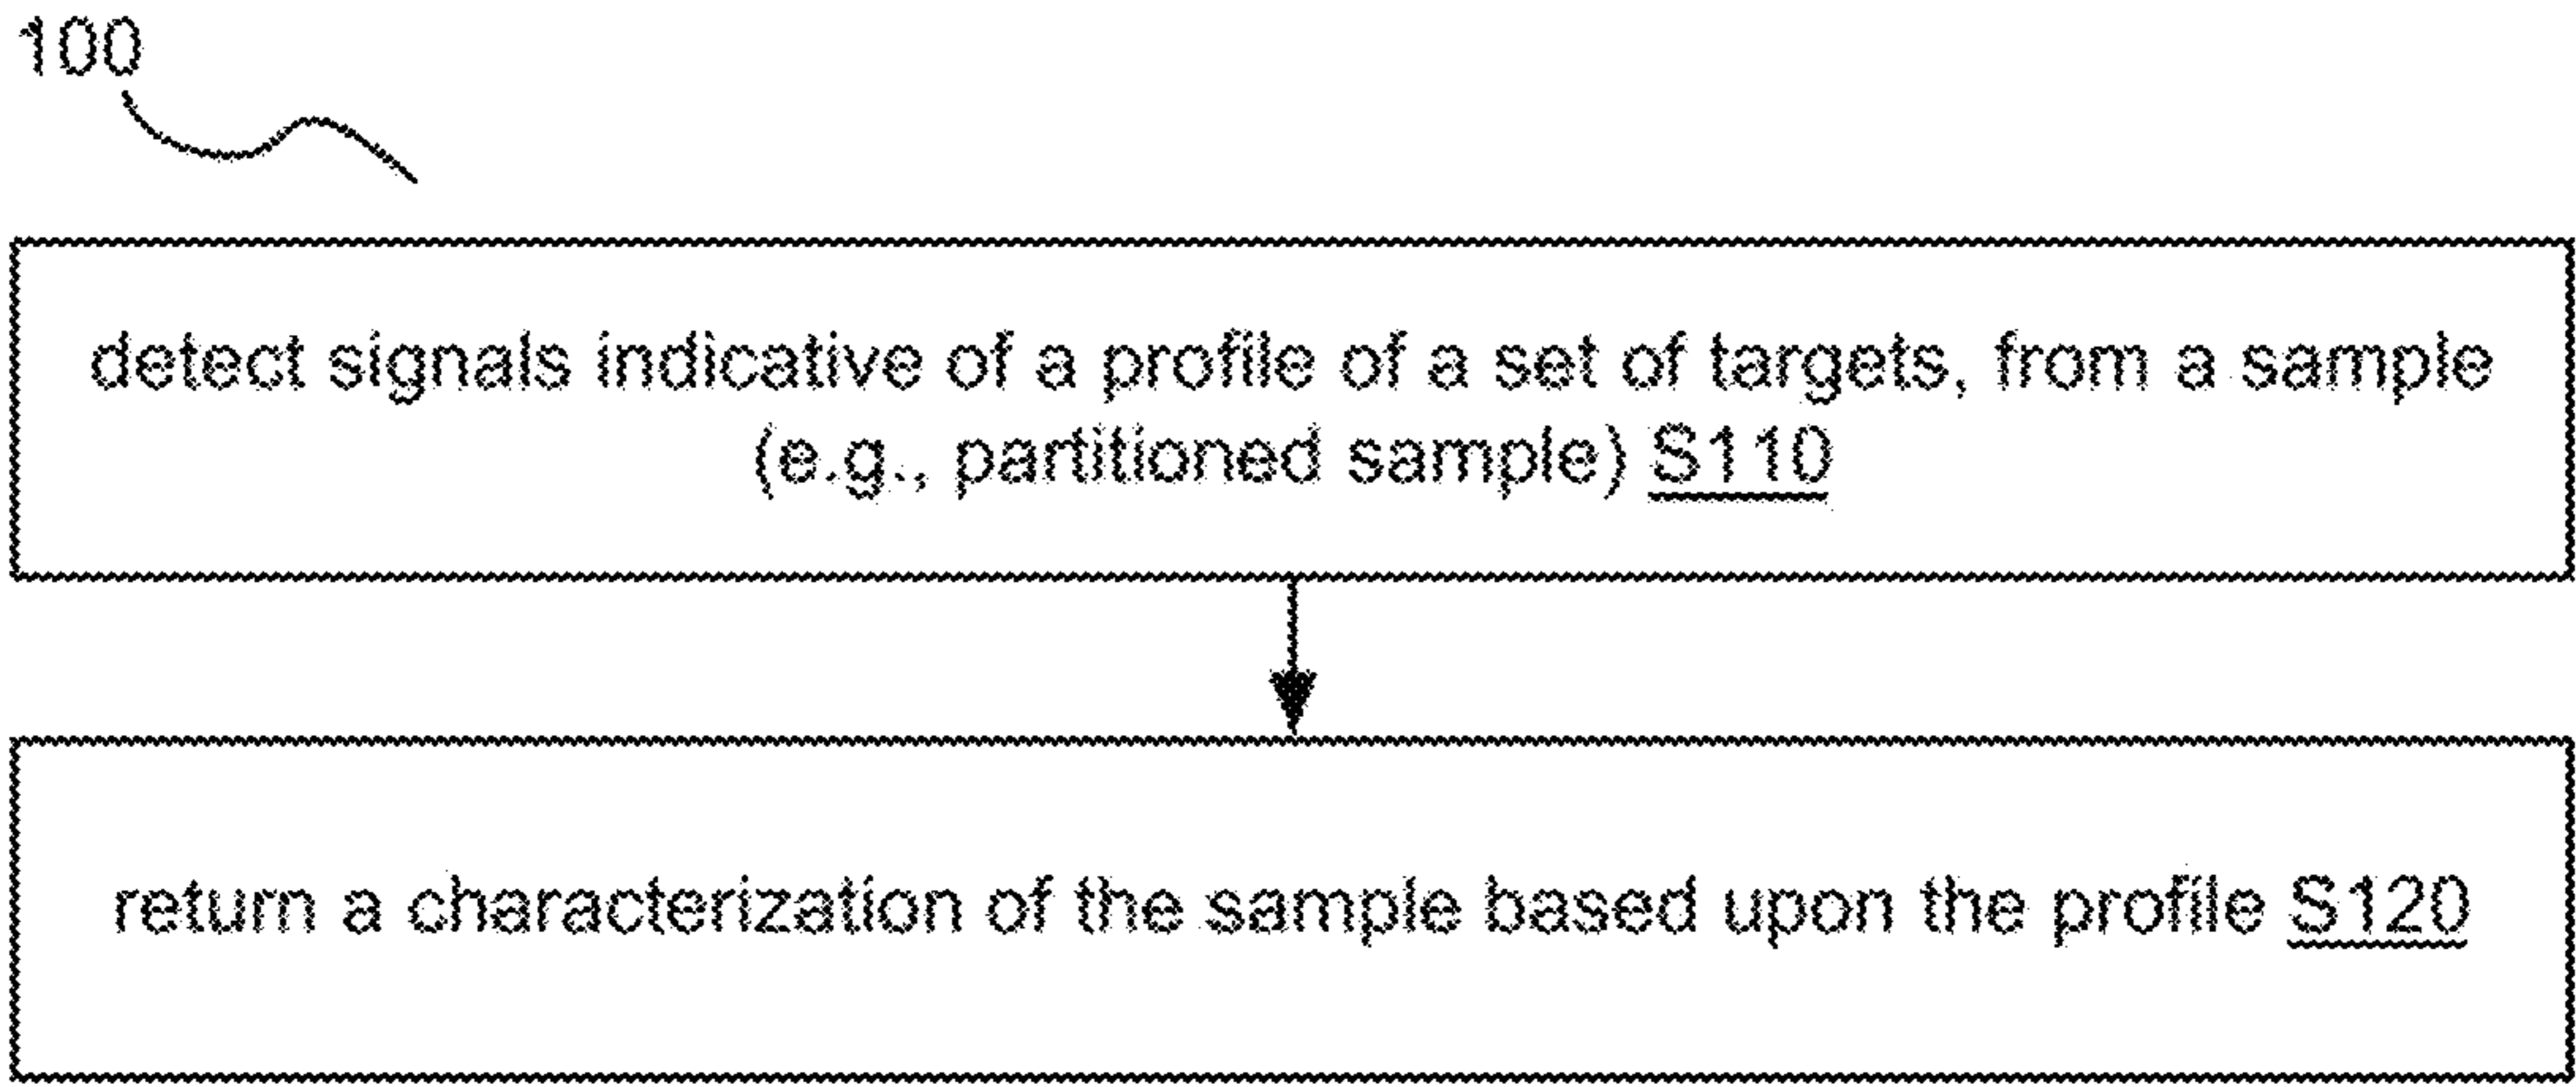 100
detect signals indicative of a profile of a set of targets, from a sample
(e.g., partitioned sample) S110
return a characterization of the sample based upon the profile S120